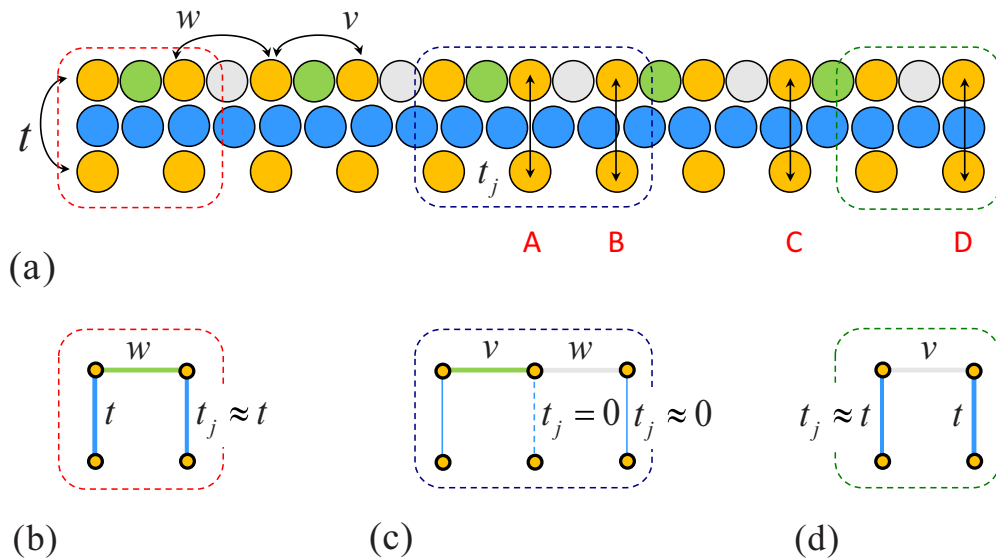 w v
t
t_j
A B C D
(a)
w
t t_j ≈ t
(b)
v w
t_j = 0 t_j ≈ 0
(c)
v
t_j ≈ t t
(d)